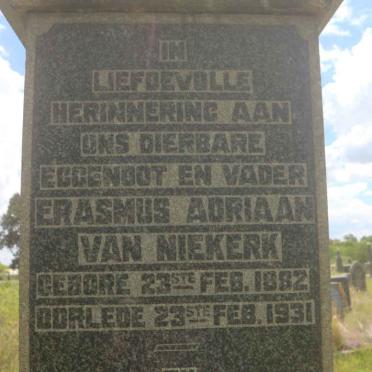 IN
LIEFDEVOLLE
HERINNERING AAN
ONS DIERBARE
EGGENOOT EN VADER
ERASMUS ADRIAAN
VAN NIEKERK
GEBORE 23STE FEB. 1882
OORLEDE 23STE FEB. 1931